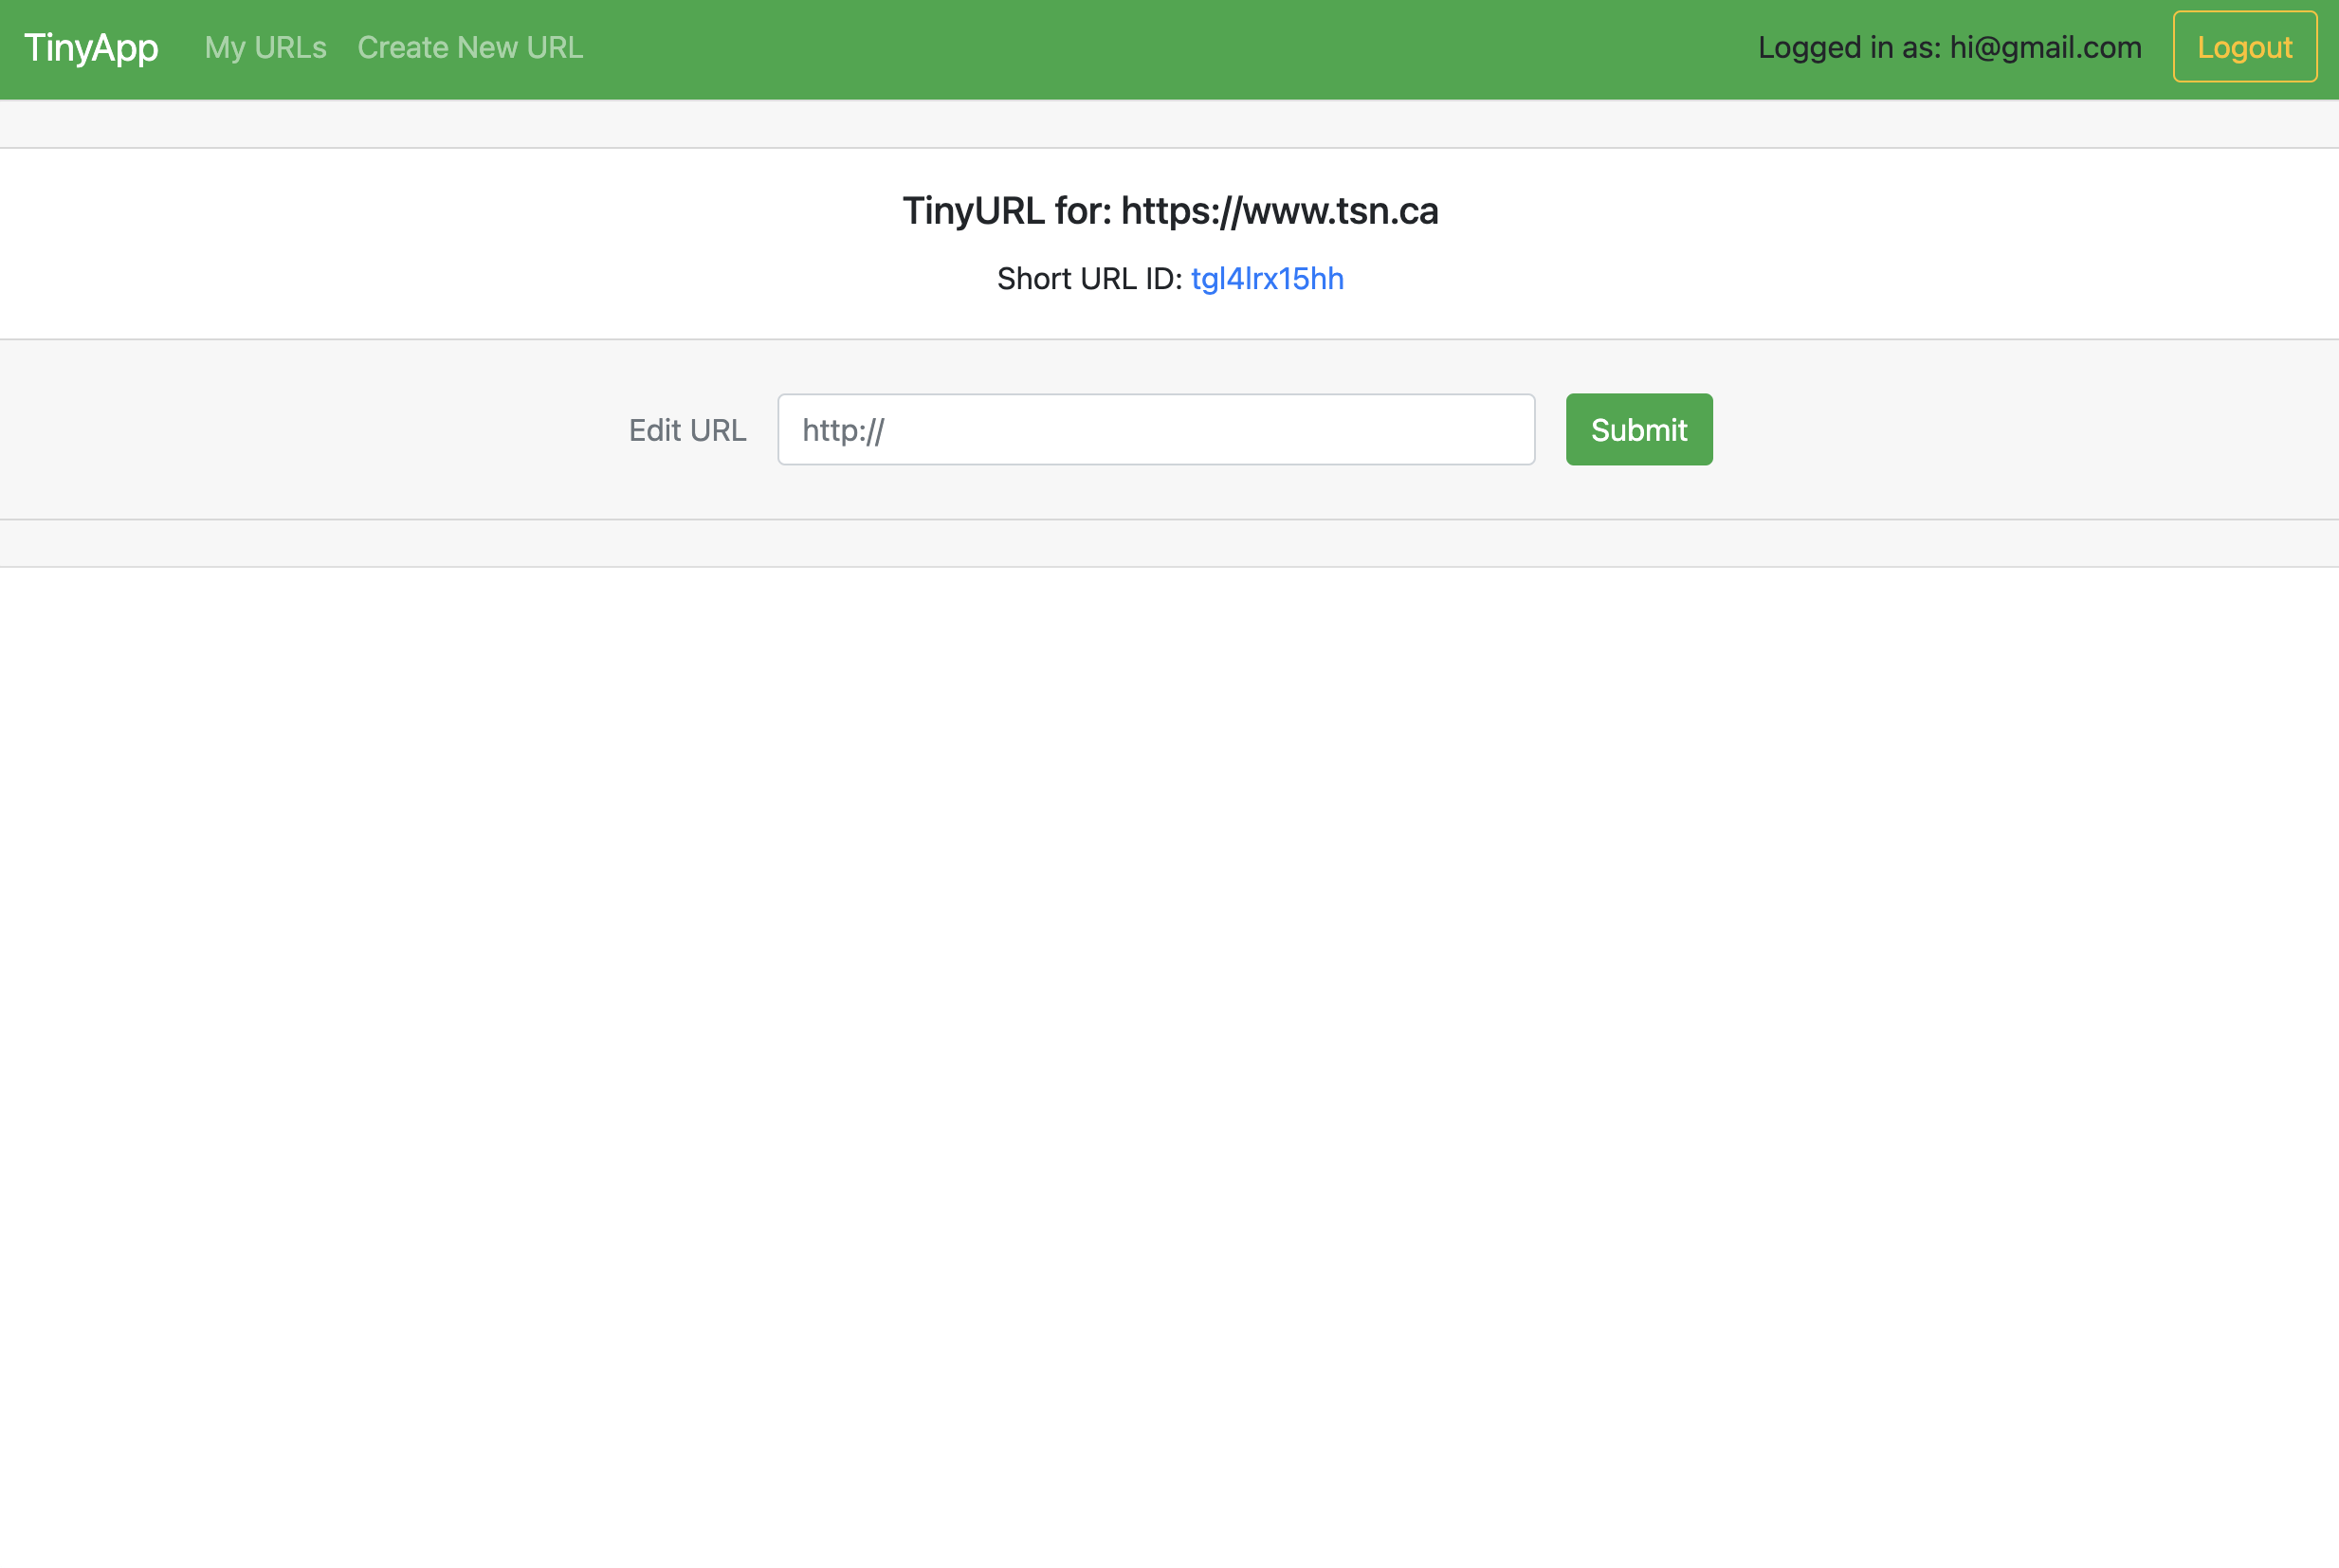 TinyApp My URLs Create New URL Logged in as: hi@gmail.com Logout
TinyURL for: https://www.tsn.ca
Short URL ID: tgl4lrx15hh
Edit URL http:// Submit